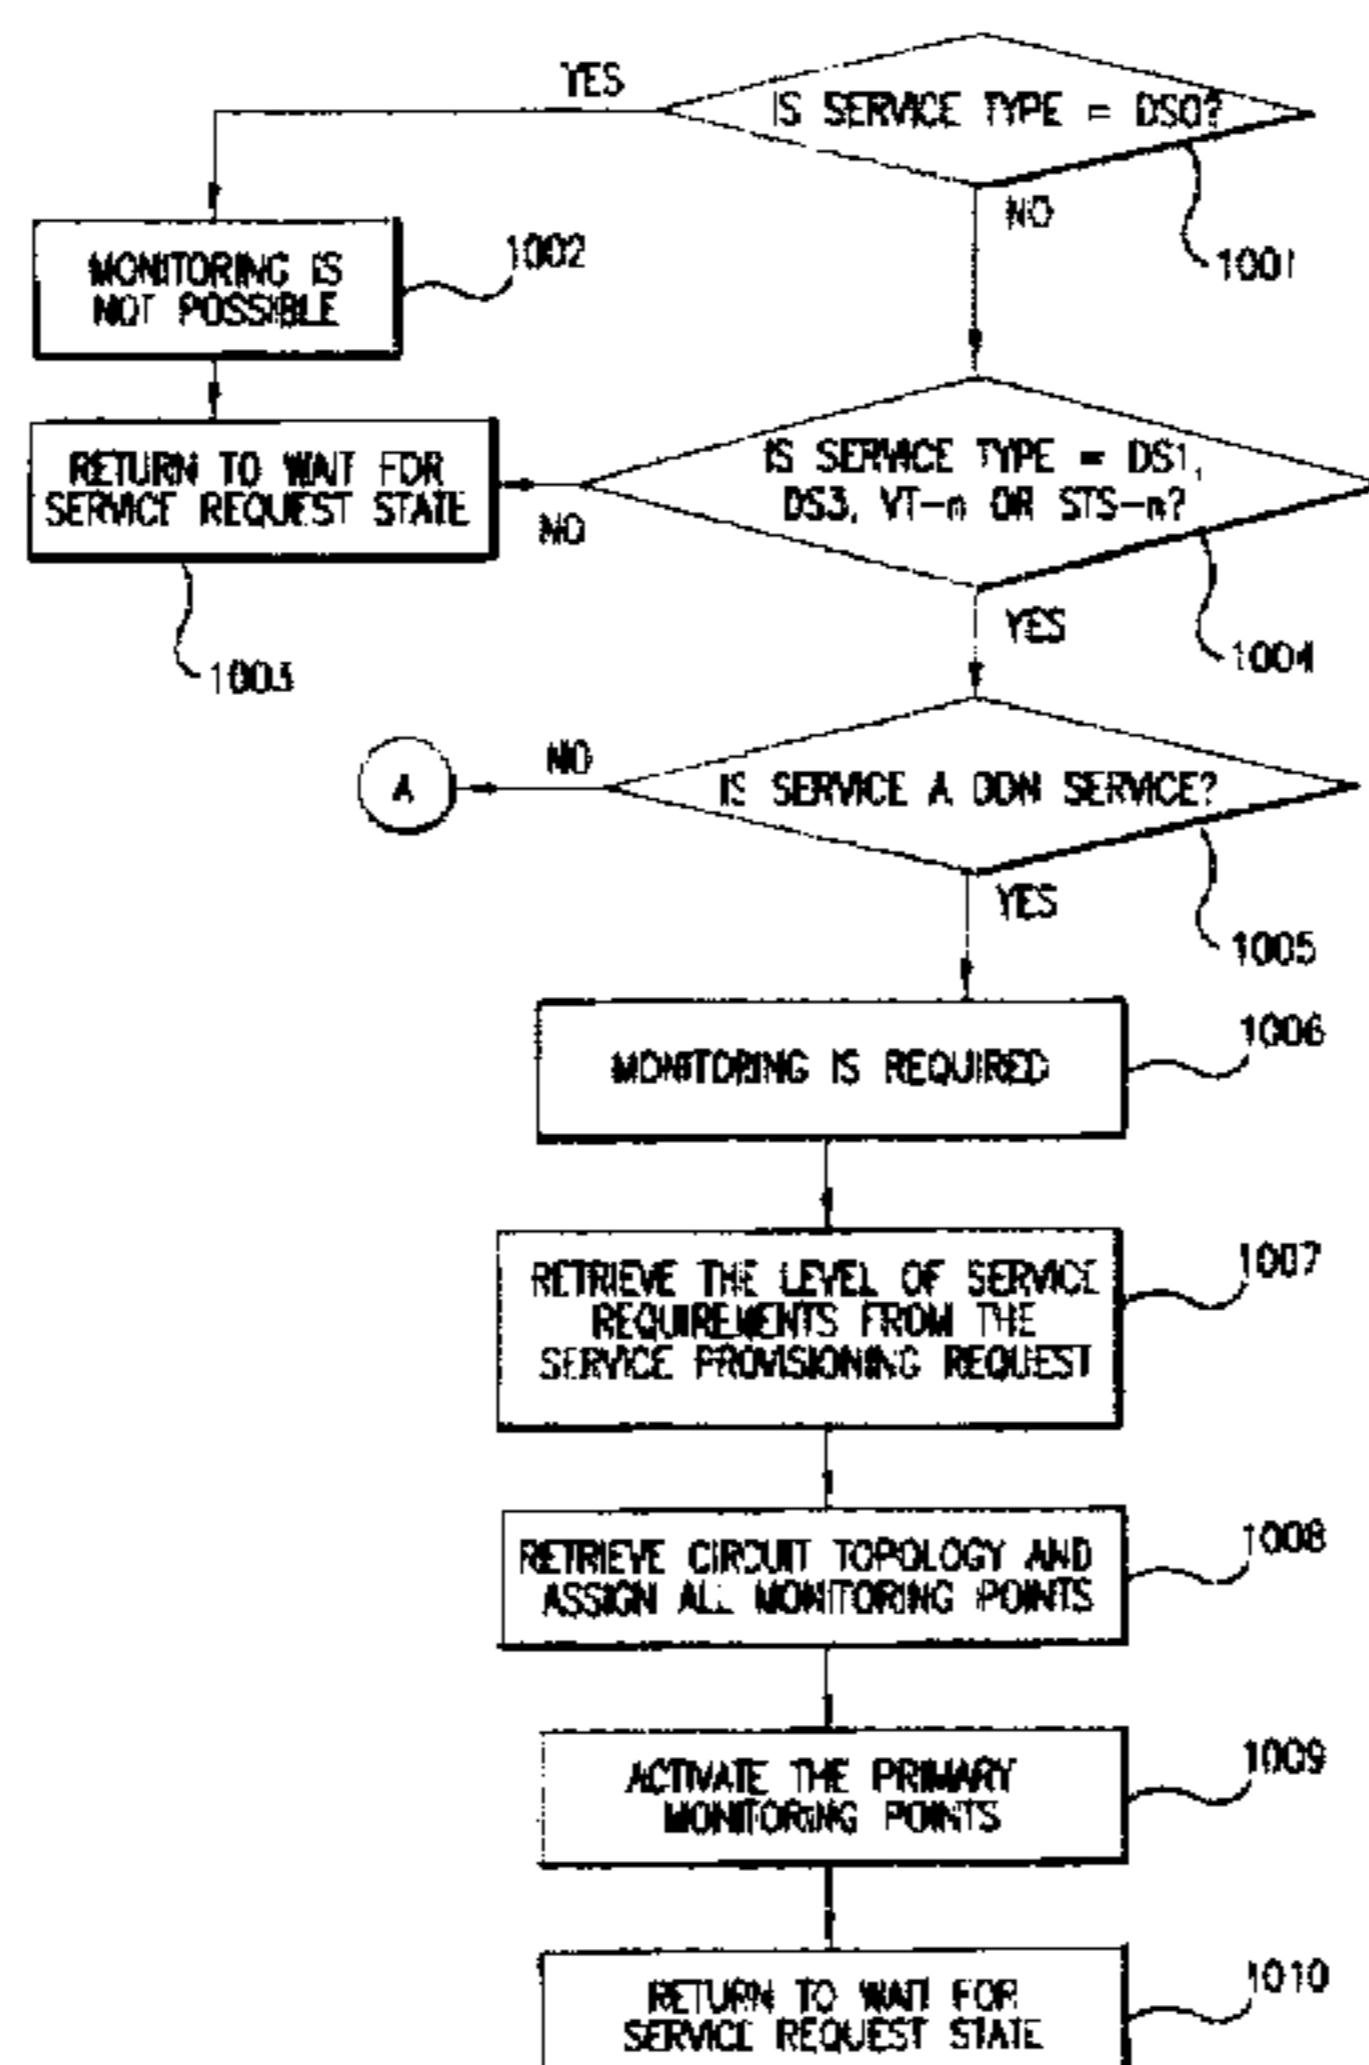 YES
IS SERVICE TYPE = DS0?
NO
1001
MONITORING IS
NOT POSSIBLE
1002
RETURN TO WAIT FOR
SERVICE REQUEST STATE
1003
NO
IS SERVICE TYPE = DS1,
DS3, VT-n OR STS-n?
1004
YES
A
NO
IS SERVICE A DDN SERVICE?
1005
YES
MONITORING IS REQUIRED
1006
RETRIEVE THE LEVEL OF SERVICE
REQUIREMENTS FROM THE
SERVICE PROVISIONING REQUEST
1007
RETRIEVE CIRCUIT TOPOLOGY AND
ASSIGN ALL MONITORING POINTS
1008
ACTIVATE THE PRIMARY
MONITORING POINTS
1009
RETURN TO WAIT FOR
SERVICE REQUEST STATE
1010